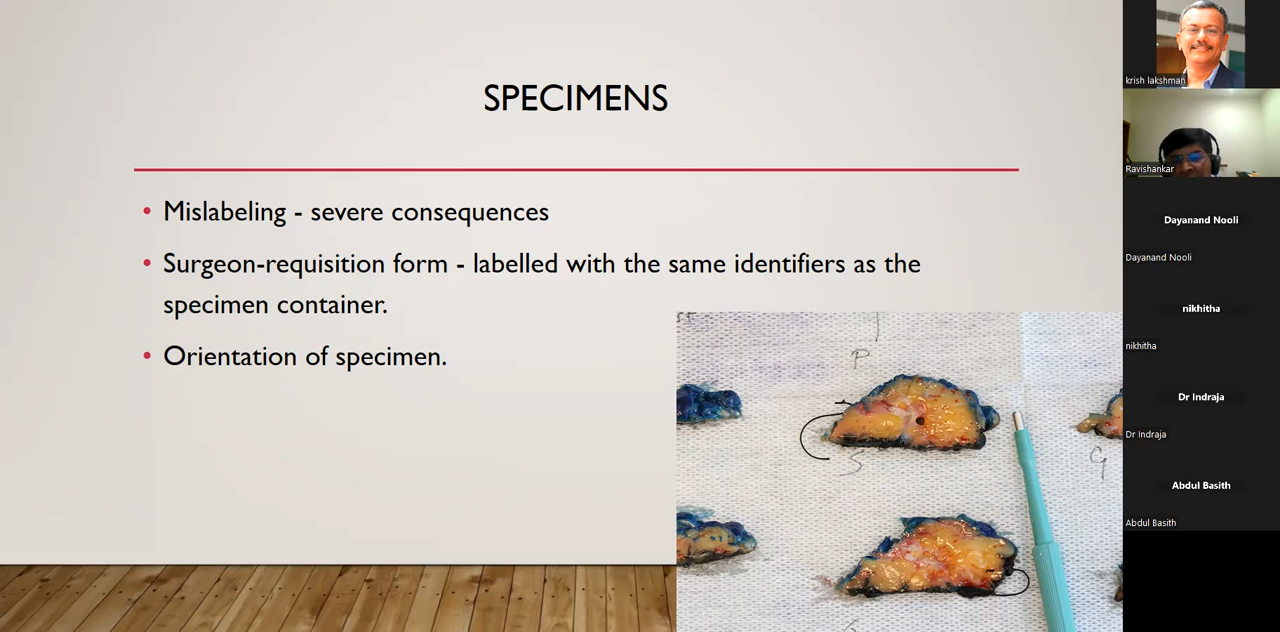 SPECIMENS
• Mislabeling - severe consequences
• Surgeon-requisition form - labelled with the same identifiers as the
specimen container.
• Orientation of specimen.
P
S
G
krish lakshman
Ravishankar
Dayanand Nooli
Dayanand Nooli
nikhitha
nikhitha
Dr Indraja
Dr Indraja
Abdul Basith
Abdul Basith